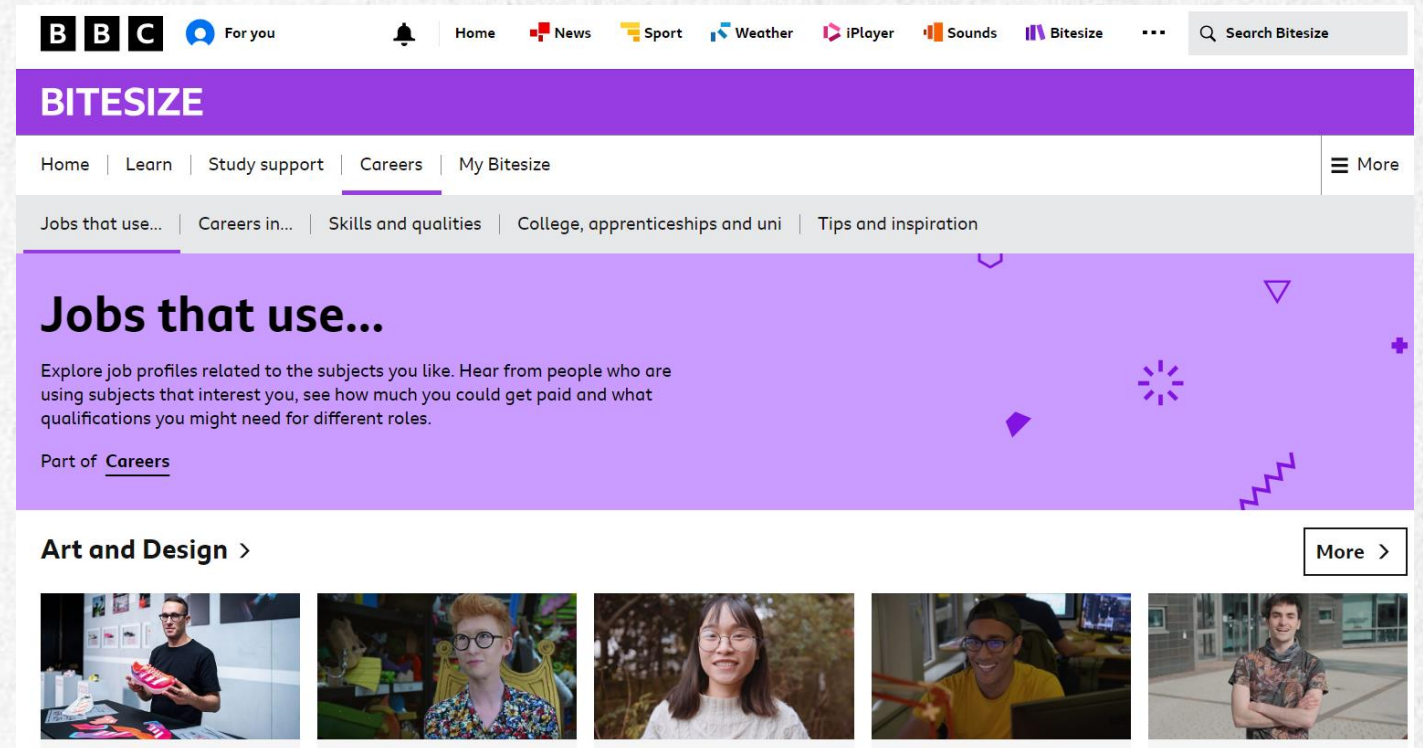 BBC For you Home News Sport Weather iPlayer Sounds Bitesize Search Bitesize
BITESIZE
Home Learn Study support Careers My Bitesize More
Jobs that use... Careers in... Skills and qualities College, apprenticeships and uni Tips and inspiration
Jobs that use...
Explore job profiles related to the subjects you like. Hear from people who are
using subjects that interest you, see how much you could get paid and what
qualifications you might need for different roles.
Part of Careers
Art and Design More